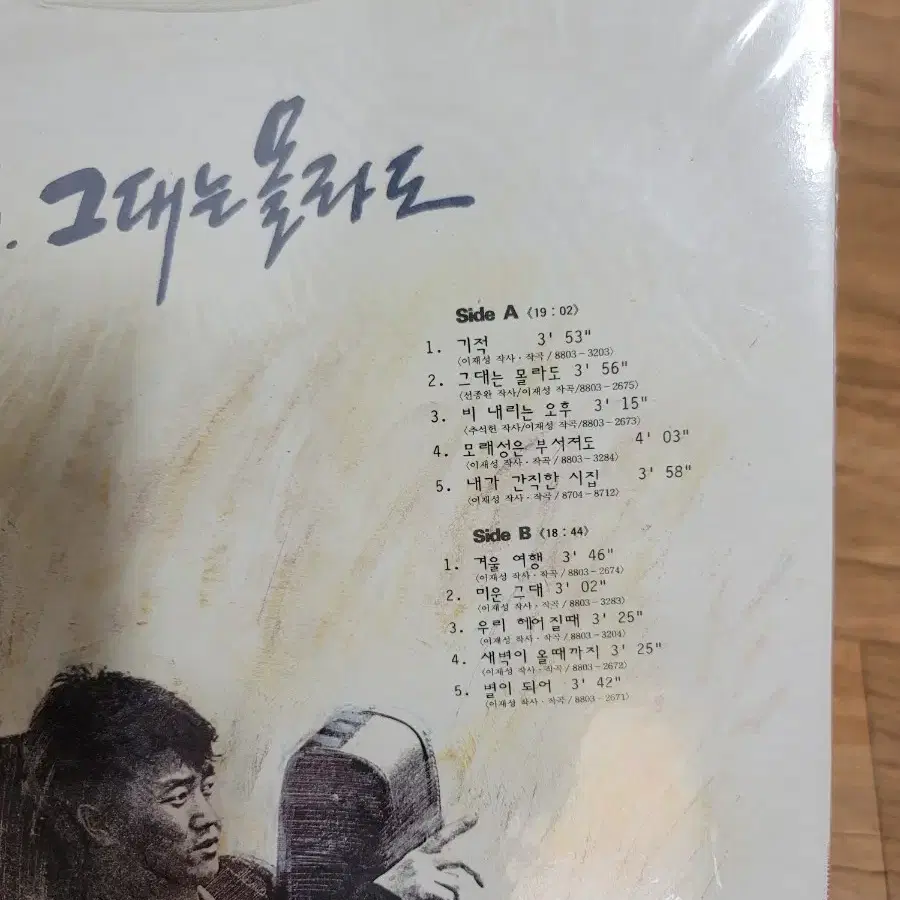 . 그대는 몰라도
Side A 《19 : 02》
1. 기적 3' 53"
《이재성 작사 · 작곡 / 8803-3203》
2. 그대는 몰라도 3' 56"
《선종완 작사/이재성 작곡/8803-2675》
3. 비 내리는 오후 3' 15"
《추석헌 작사/이재성 작곡/8803-2673》
4. 모래성은 부서져도 4' 03"
《이재성 작사 · 작곡 / 8803-3284》
5. 내가 간직한 시집 3' 58"
《이재성 작사 · 작곡 / 8704-8712》
Side B 《18 : 44》
1. 겨울 여행 3' 46"
《이재성 작사 · 작곡 / 8803-2674》
2. 미운 그대 3' 02"
《이재성 작사 · 작곡 / 8803-3283》
3. 우리 헤어질때 3' 25"
《이재성 작사 · 작곡 / 8803-3204》
4. 새벽이 올때까지 3' 25"
《이재성 작사 · 작곡 / 8803-2672》
5. 별이 되어 3' 42"
《이재성 작사 · 작곡 / 8803-2671》